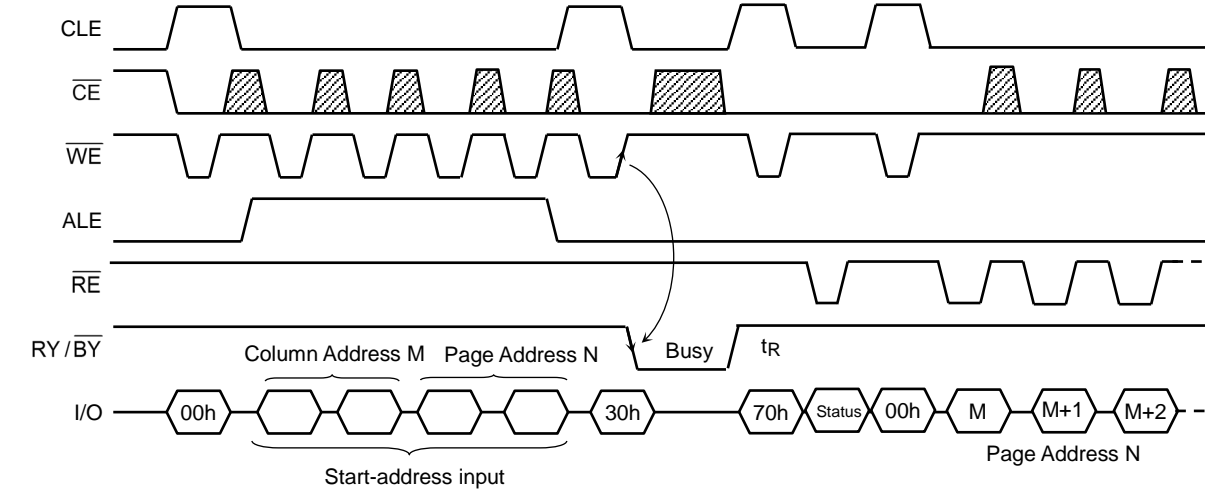 CLE
CE
WE
ALE
RE
RY / BY
Column Address M
Page Address N
Busy
tR
I/O
00h
30h
70h
Status
00h
M
M+1
M+2
Start-address input
Page Address N